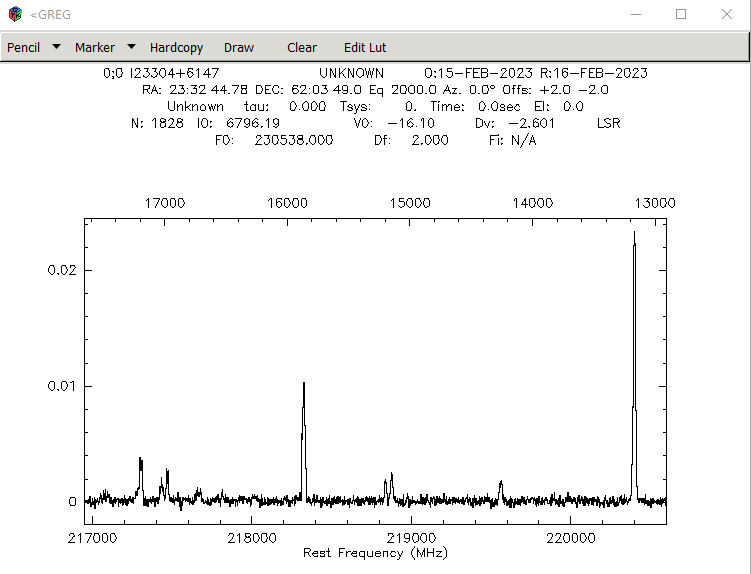 <GREG
Pencil Marker Hardcopy Draw Clear Edit Lut
0;0 I23304+6147 UNKNOWN O:15-FEB-2023 R:16-FEB-2023
RA: 23:32 44.78 DEC: 62:03 49.0 Eq 2000.0 Az. 0.0° Offs: +2.0 -2.0
Unknown tau: 0.000 Tsys: 0. Time: 0.0sec El: 0.0
N: 1828 I0: 6796.19 V0: -16.10 Dv: -2.601 LSR
F0: 230538.000 Df: 2.000 Fi: N/A
17000 16000 15000 14000 13000
0.02
0.01
0
217000 218000 219000 220000
Rest Frequency (MHz)